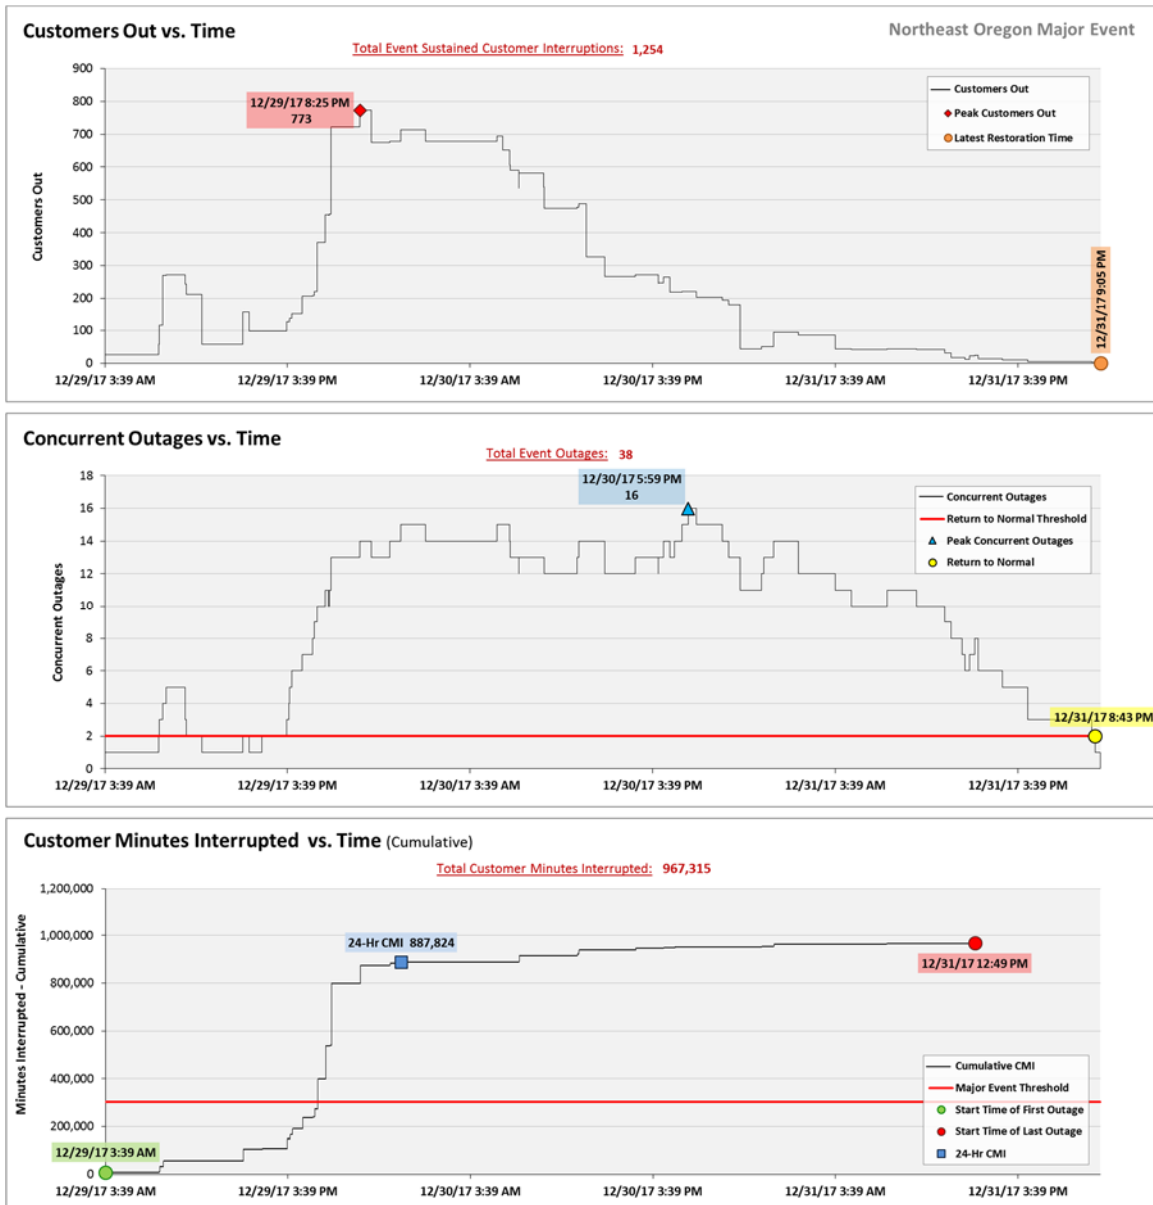 Customers Out vs. Time
Northeast Oregon Major Event
Total Event Sustained Customer Interruptions: 1,254
900
800
700
600
500
400
300
200
100
0
Customers Out
12/29/17 8:25 PM
773
Customers Out
Peak Customers Out
Latest Restoration Time
12/31/17 9:05 PM
12/29/17 3:39 AM
12/29/17 3:39 PM
12/30/17 3:39 AM
12/30/17 3:39 PM
12/31/17 3:39 AM
12/31/17 3:39 PM
Concurrent Outages vs. Time
Total Event Outages: 38
18
16
14
12
10
8
6
4
2
0
Concurrent Outages
12/30/17 5:59 PM
16
Concurrent Outages
Return to Normal Threshold
Peak Concurrent Outages
Return to Normal
12/31/17 8:43 PM
12/29/17 3:39 AM
12/29/17 3:39 PM
12/30/17 3:39 AM
12/30/17 3:39 PM
12/31/17 3:39 AM
12/31/17 3:39 PM
Customer Minutes Interrupted vs. Time (Cumulative)
Total Customer Minutes Interrupted: 967,315
1,200,000
1,000,000
800,000
600,000
400,000
200,000
0
Minutes Interrupted - Cumulative
24-Hr CMI 887,824
12/31/17 12:49 PM
12/29/17 3:39 AM
Cumulative CMI
Major Event Threshold
Start Time of First Outage
Start Time of Last Outage
24-Hr CMI
12/29/17 3:39 AM
12/29/17 3:39 PM
12/30/17 3:39 AM
12/30/17 3:39 PM
12/31/17 3:39 AM
12/31/17 3:39 PM